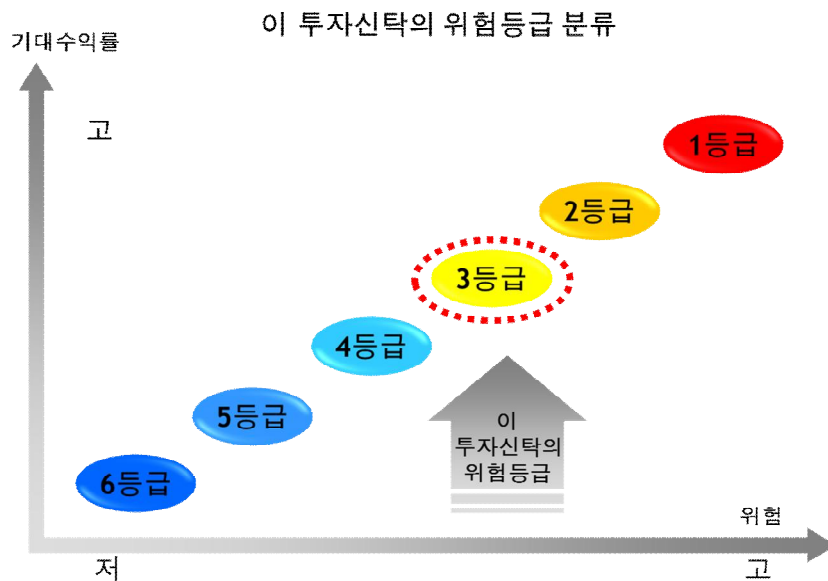 이 투자신탁의 위험등급 분류
기대수익률
고
1등급
2등급
3등급
4등급
5등급
6등급
이
투자신탁의
위험등급
위험
저
고